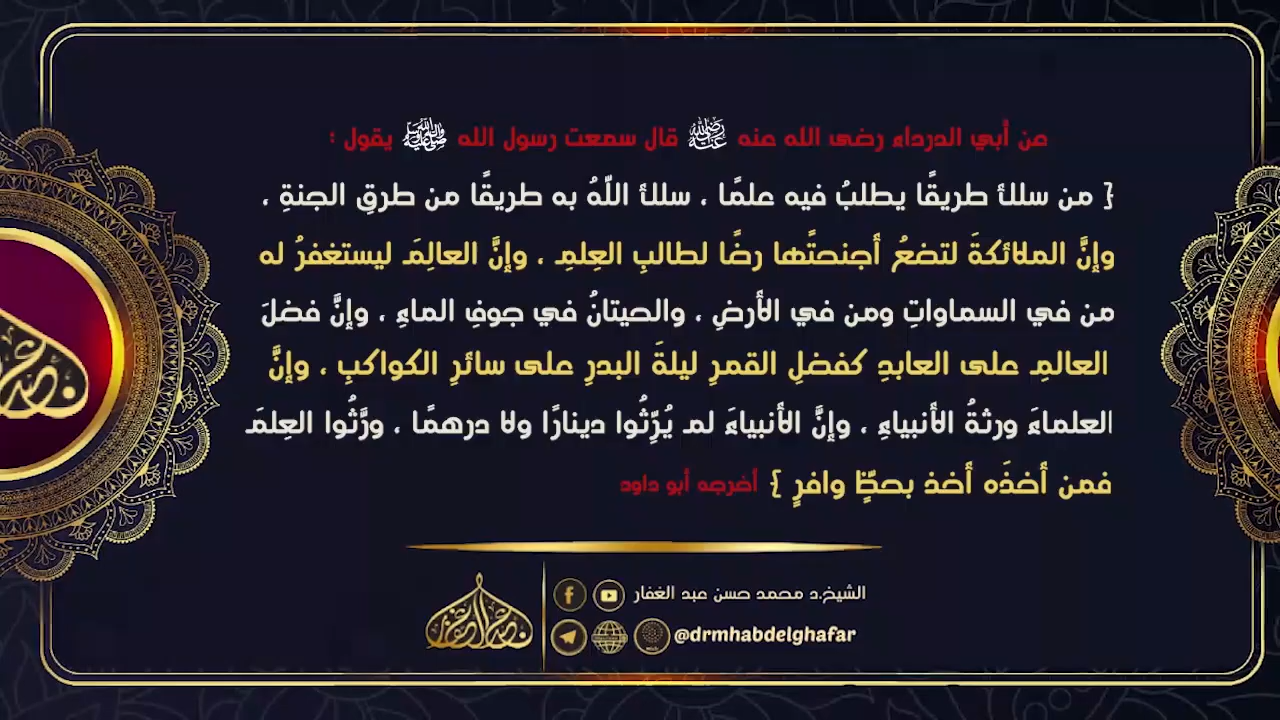 عن أبي الدرداء رضى الله عنه ﵁ قال سمعت رسول الله ﷺ يقول :
{ من سلك طريقًا يطلبُ فيه علمًا ، سلك اللّهُ به طريقًا من طرقِ الجنةِ ،
وإنَّ الملائكةَ لتضعُ أجنحتَها رضًا لطالبِ العِلمِ ، وإنَّ العالِمَ ليستغفرُ له
من في السماواتِ ومن في الأرضِ ، والحيتانُ في جوفِ الماءِ ، وإنَّ فضلَ
العالمِ على العابدِ كفضلِ القمرِ ليلةَ البدرِ على سائرِ الكواكبِ ، وإنَّ
العلماءَ ورثةُ الأنبياءِ ، وإنَّ الأنبياءَ لم يُرِّثُوا دينارًا ولا درهمًا ، ورَّثُوا العِلمَ
فمن أخذَه أخذ بحظٍّ وافرٍ } أخرجه أبو داود
الشيخ.د محمد حسن عبد الغفار
@drmhabdelghafar